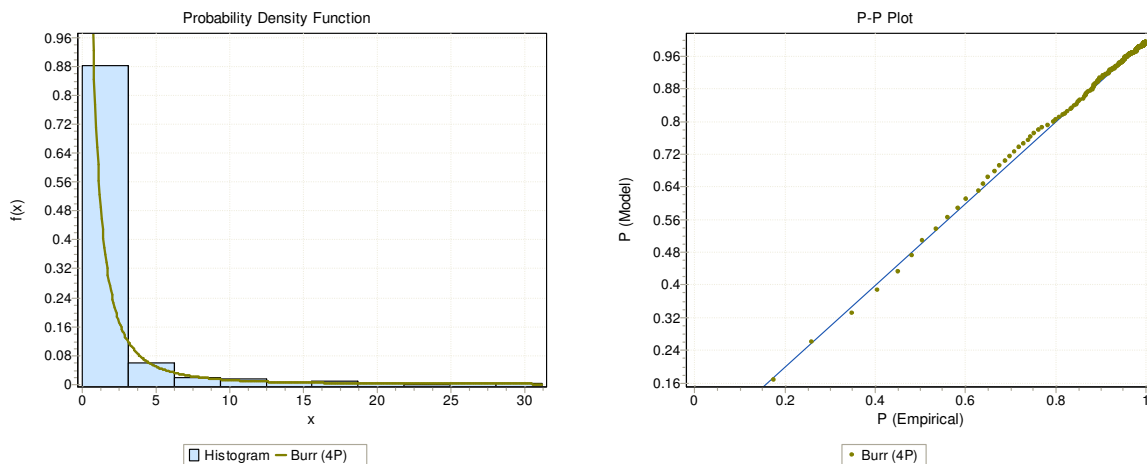 Probability Density Function
f(x)
0.96
0.88
0.8
0.72
0.64
0.56
0.48
0.4
0.32
0.24
0.16
0.08
0
0 5 10 15 20 25 30
x
Histogram Burr (4P)
P-P Plot
P (Model)
0.96
0.88
0.8
0.72
0.64
0.56
0.48
0.4
0.32
0.24
0.16
0 0.2 0.4 0.6 0.8 1
P (Empirical)
Burr (4P)